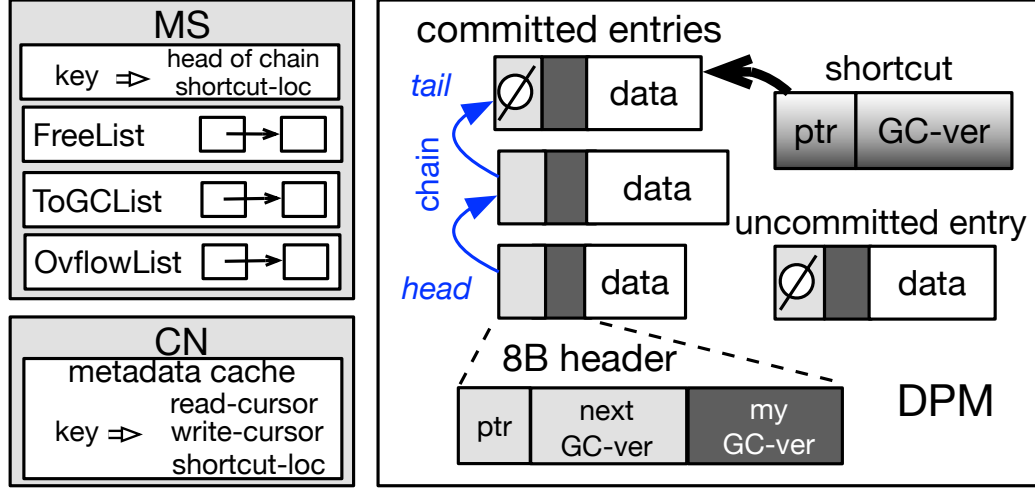 MS
key ⇒ head of chain
shortcut-loc
FreeList
ToGCList
OvflowList
CN
metadata cache
read-cursor
key ⇒ write-cursor
shortcut-loc
committed entries
tail
∅
data
chain
data
head
data
shortcut
ptr
GC-ver
uncommitted entry
∅
data
8B header
ptr
next
GC-ver
my
GC-ver
DPM